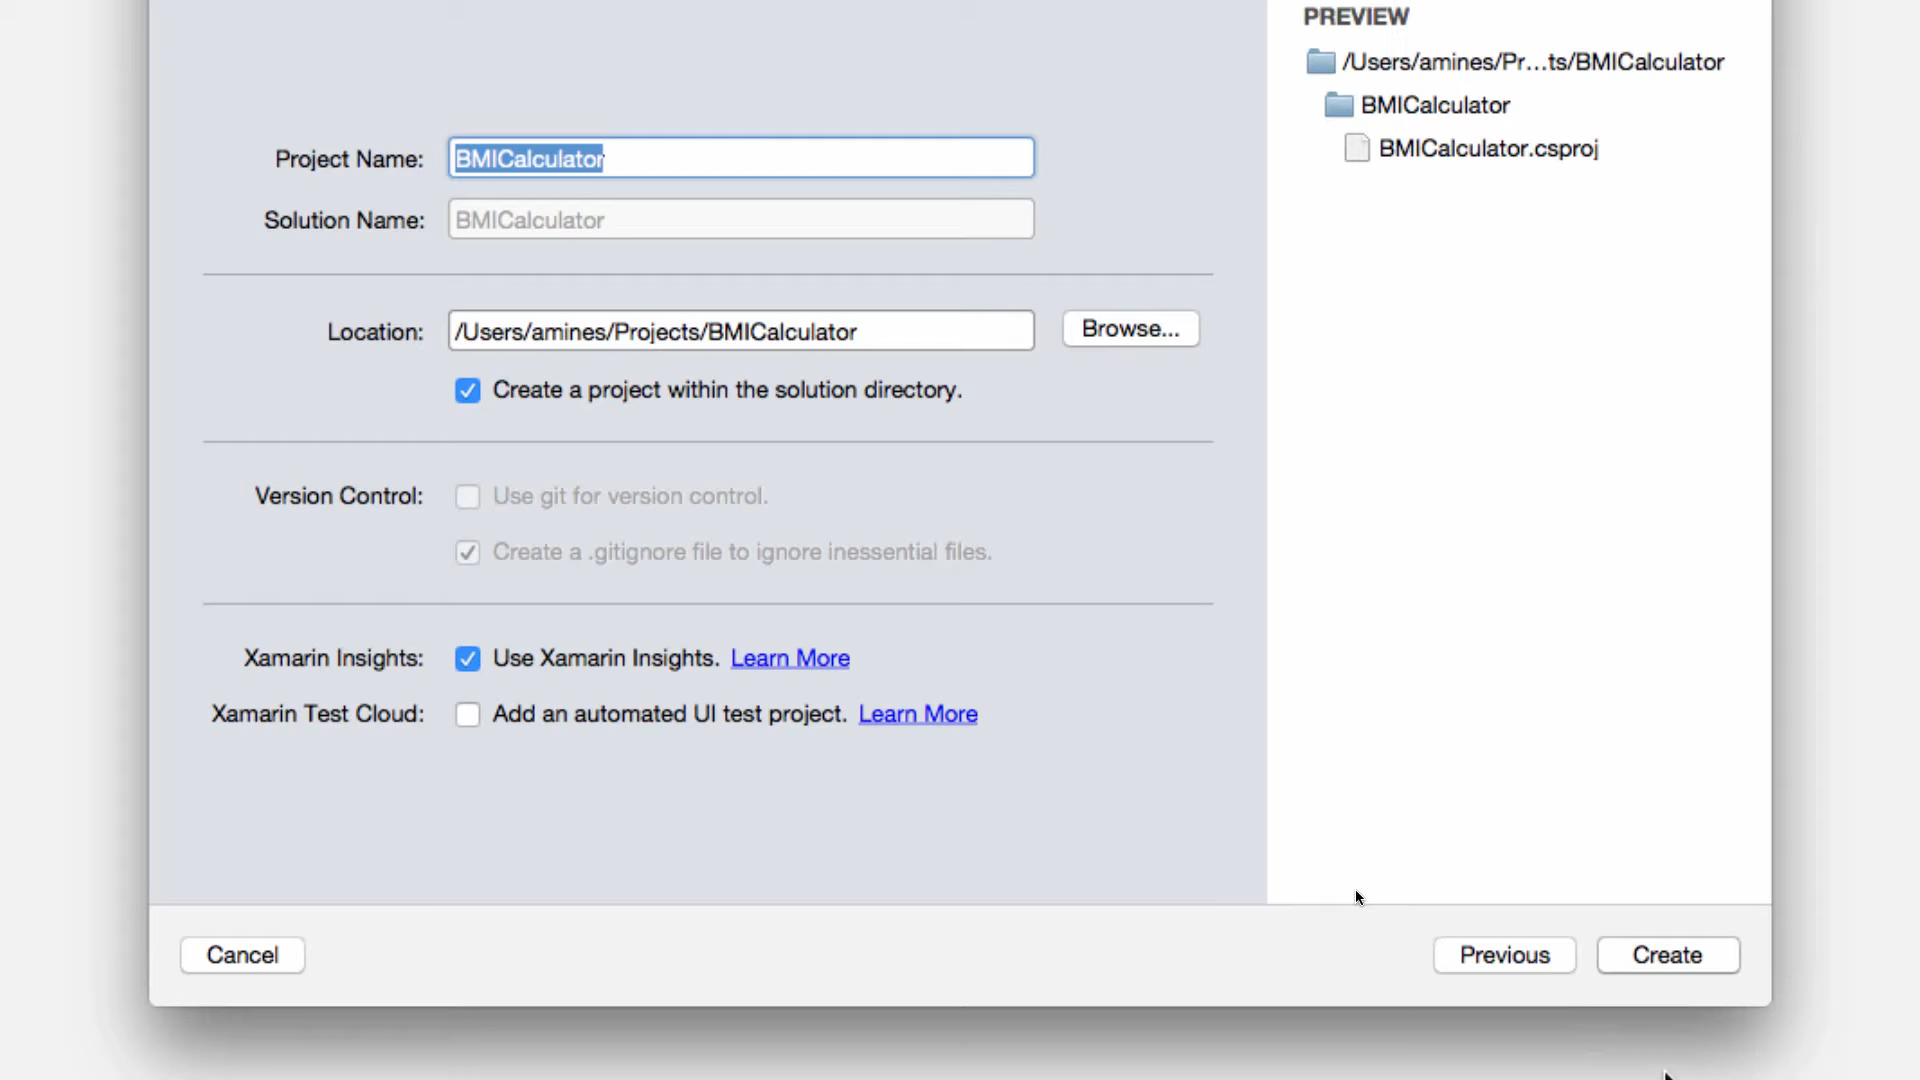 PREVIEW
/Users/amines/Pr...ts/BMICalculator
BMICalculator
BMICalculator.csproj
Project Name: BMICalculator
Solution Name: BMICalculator
Location: /Users/amines/Projects/BMICalculator Browse...
Create a project within the solution directory.
Version Control: Use git for version control.
Create a .gitignore file to ignore inessential files.
Xamarin Insights: Use Xamarin Insights. Learn More
Xamarin Test Cloud: Add an automated UI test project. Learn More
Cancel Previous Create